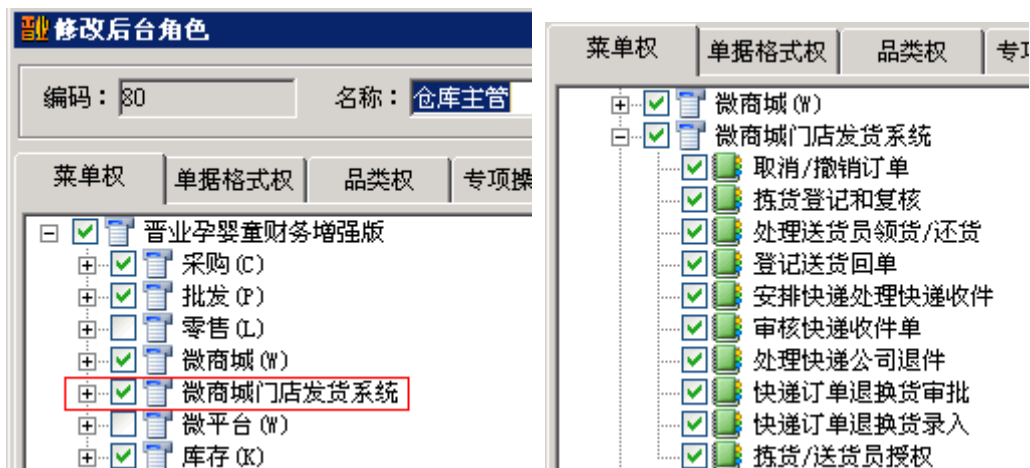 晋业修改后台角色
编码：80
名称：仓库主管
菜单权
单据格式权
品类权
专项操
晋业孕婴童财务增强版
采购(C)
批发(P)
零售(L)
微商城(W)
微商城门店发货系统
微平台(W)
库存(K)
菜单权
单据格式权
品类权
微商城(W)
微商城门店发货系统
取消/撤销订单
拣货登记和复核
处理送货员领货/还货
登记送货回单
安排快递处理快递收件
审核快递收件单
处理快递公司退件
快递订单退换货审批
快递订单退换货录入
拣货/送货员授权